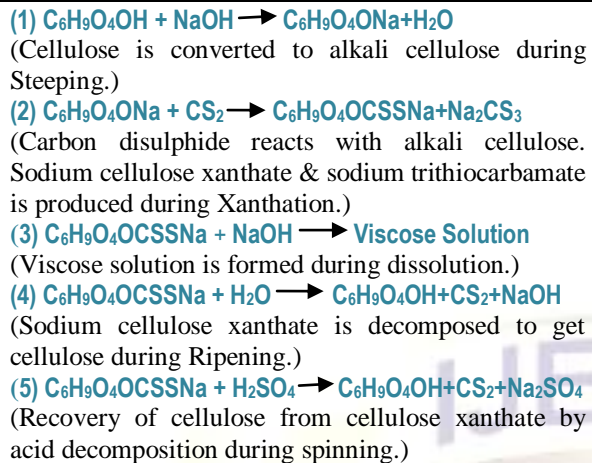 (1) C₆H₉O₄OH + NaOH → C₆H₉O₄ONa+H₂O
(Cellulose is converted to alkali cellulose during
Steeping.)
(2) C₆H₉O₄ONa + CS₂ → C₆H₉O₄OCSSNa+Na₂CS₃
(Carbon disulphide reacts with alkali cellulose.
Sodium cellulose xanthate & sodium trithiocarbamate
is produced during Xanthation.)
(3) C₆H₉O₄OCSSNa + NaOH → Viscose Solution
(Viscose solution is formed during dissolution.)
(4) C₆H₉O₄OCSSNa + H₂O → C₆H₉O₄OH+CS₂+NaOH
(Sodium cellulose xanthate is decomposed to get
cellulose during Ripening.)
(5) C₆H₉O₄OCSSNa + H₂SO₄ → C₆H₉O₄OH+CS₂+Na₂SO₄
(Recovery of cellulose from cellulose xanthate by
acid decomposition during spinning.)